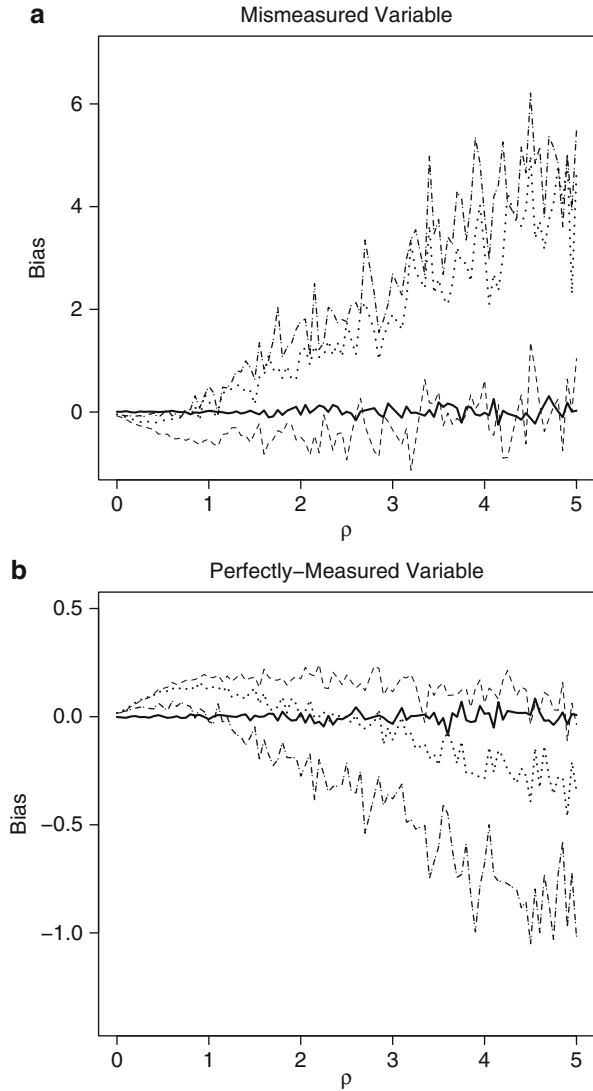 a
Mismeasured Variable
6
4
2
0
Bias
0 1 2 3 4 5
ρ
b
Perfectly−Measured Variable
0.5
0.0
−0.5
−1.0
Bias
0 1 2 3 4 5
ρ